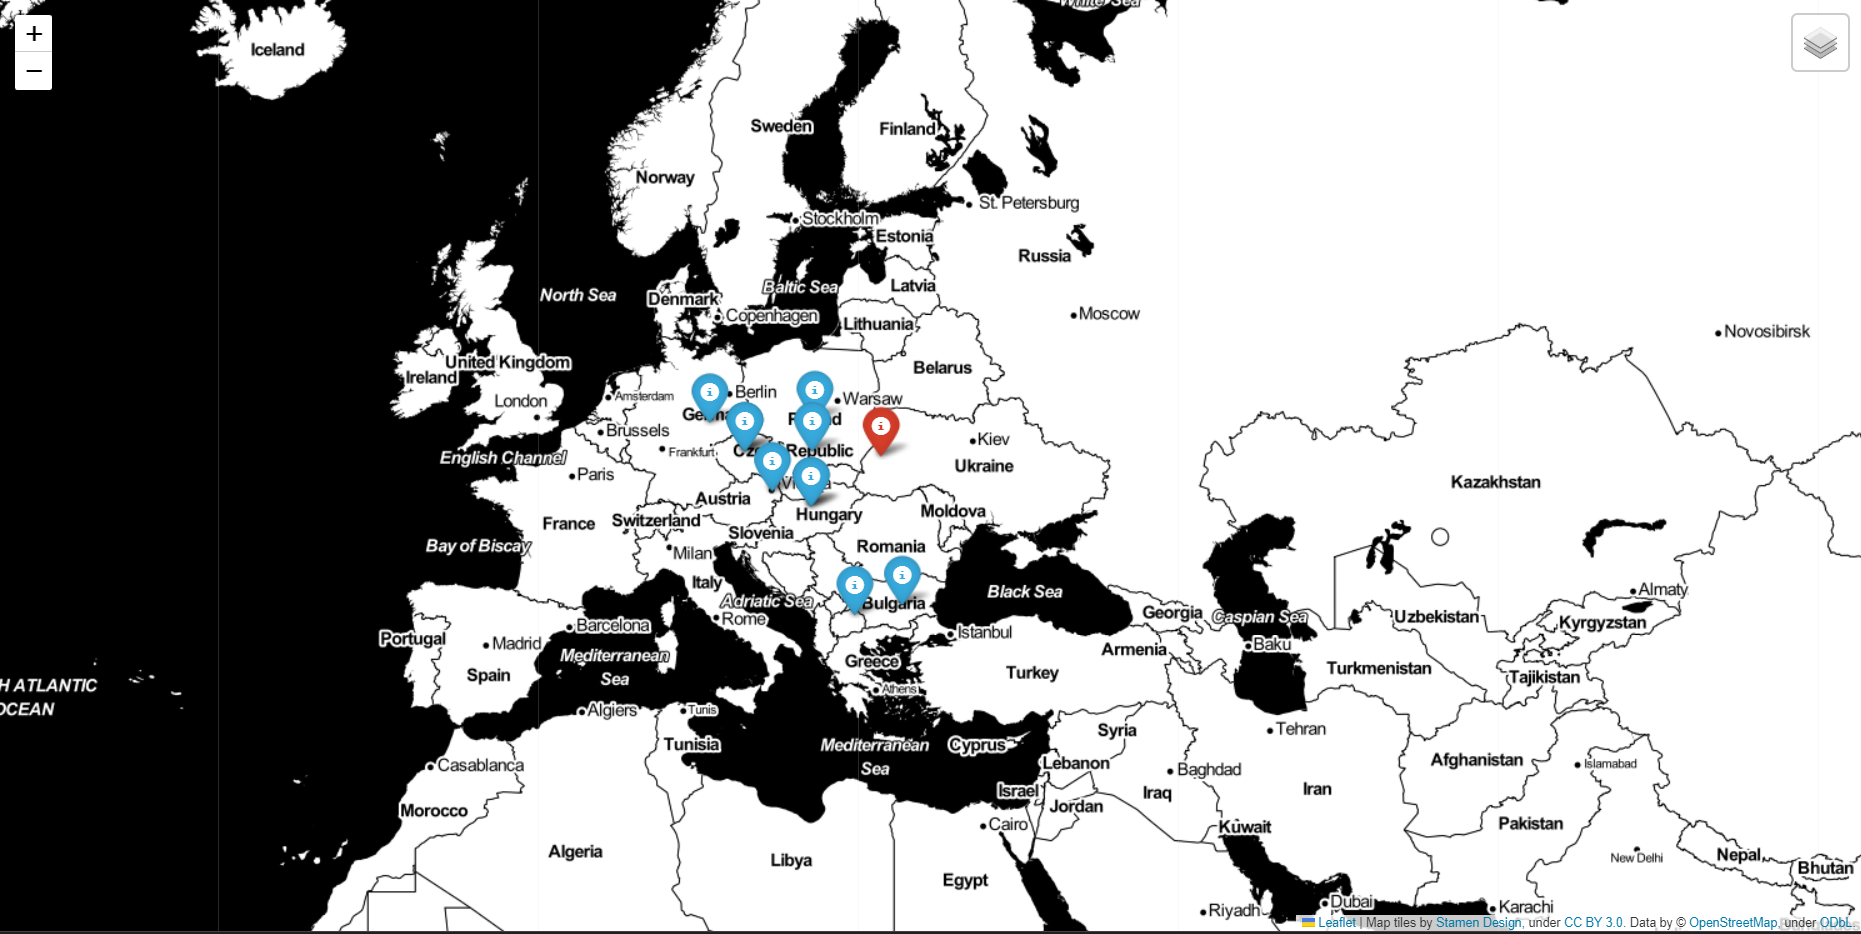 White Sea
+
Iceland
−
Sweden
Finland
Norway
St. Petersburg
Stockholm
Estonia
Russia
Latvia
Baltic Sea
North Sea
Denmark
Copenhagen
Moscow
Lithuania
Novosibirsk
United Kingdom
Belarus
Ireland
Berlin
Amsterdam
Warsaw
London
Brussels
Kiev
Frankfurt
Republic
English Channel
Ukraine
Paris
Kazakhstan
Austria
Moldova
Hungary
France
Switzerland
Slovenia
Bay of Biscay
Milan
Romania
Italy
Black Sea
Almaty
Adriatic Sea
Bulgaria
Georgia
Caspian Sea
Uzbekistan
Kyrgyzstan
Rome
Barcelona
Istanbul
Portugal
Madrid
Baku
Armenia
Mediterranean
Sea
Greece
Turkey
Turkmenistan
Tajikistan
Spain
H ATLANTIC
OCEAN
Athens
Algiers
Tunis
Tehran
Syria
Tunisia
Mediterranean
Sea
Cyprus
Afghanistan
Lebanon
Islamabad
Casablanca
Baghdad
Israel
Iraq
Iran
Jordan
Morocco
Cairo
Kuwait
Pakistan
Algeria
Libya
New Delhi
Nepal
Bhutan
Egypt
Dubai
Karachi
Riyadh
Leaflet | Map tiles by Stamen Design, under CC BY 3.0. Data by © OpenStreetMap, under ODbL.